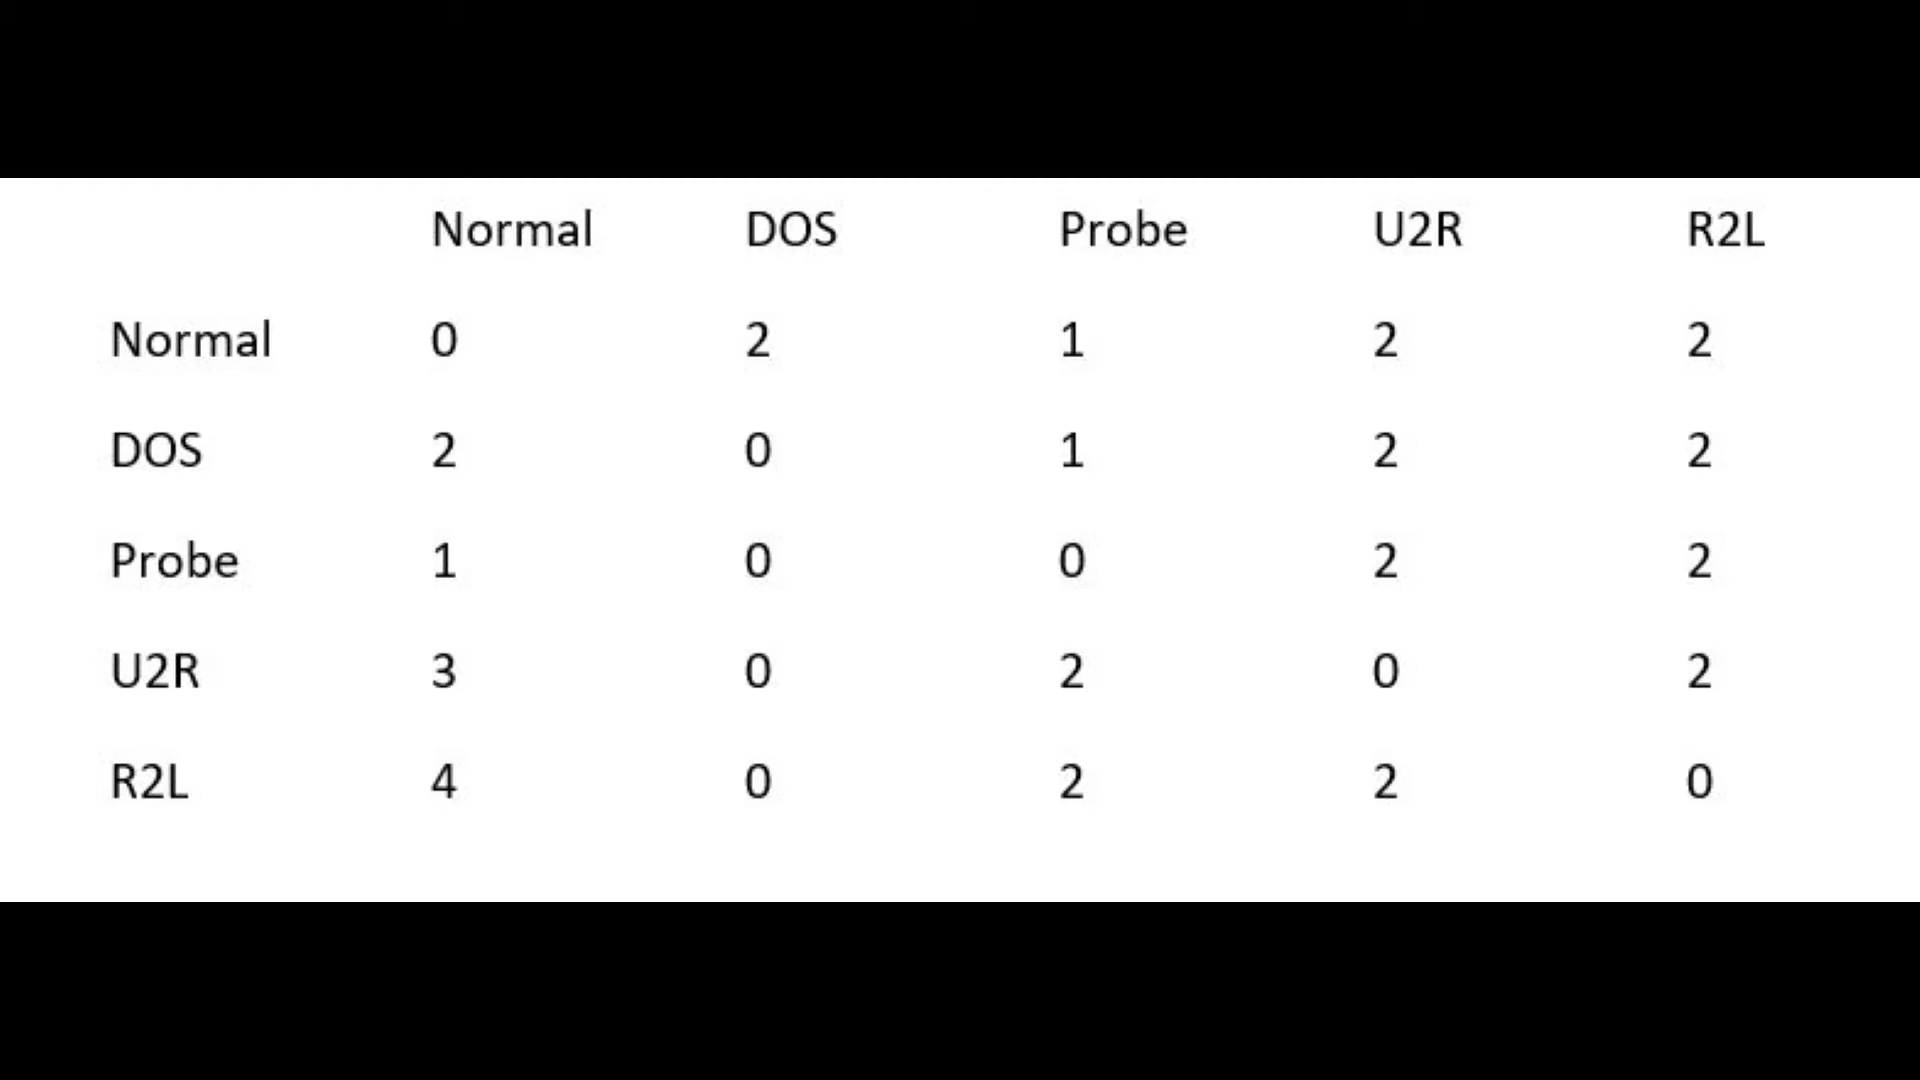 Normal DOS Probe U2R R2L
Normal 0 2 1 2 2
DOS 2 0 1 2 2
Probe 1 0 0 2 2
U2R 3 0 2 0 2
R2L 4 0 2 2 0